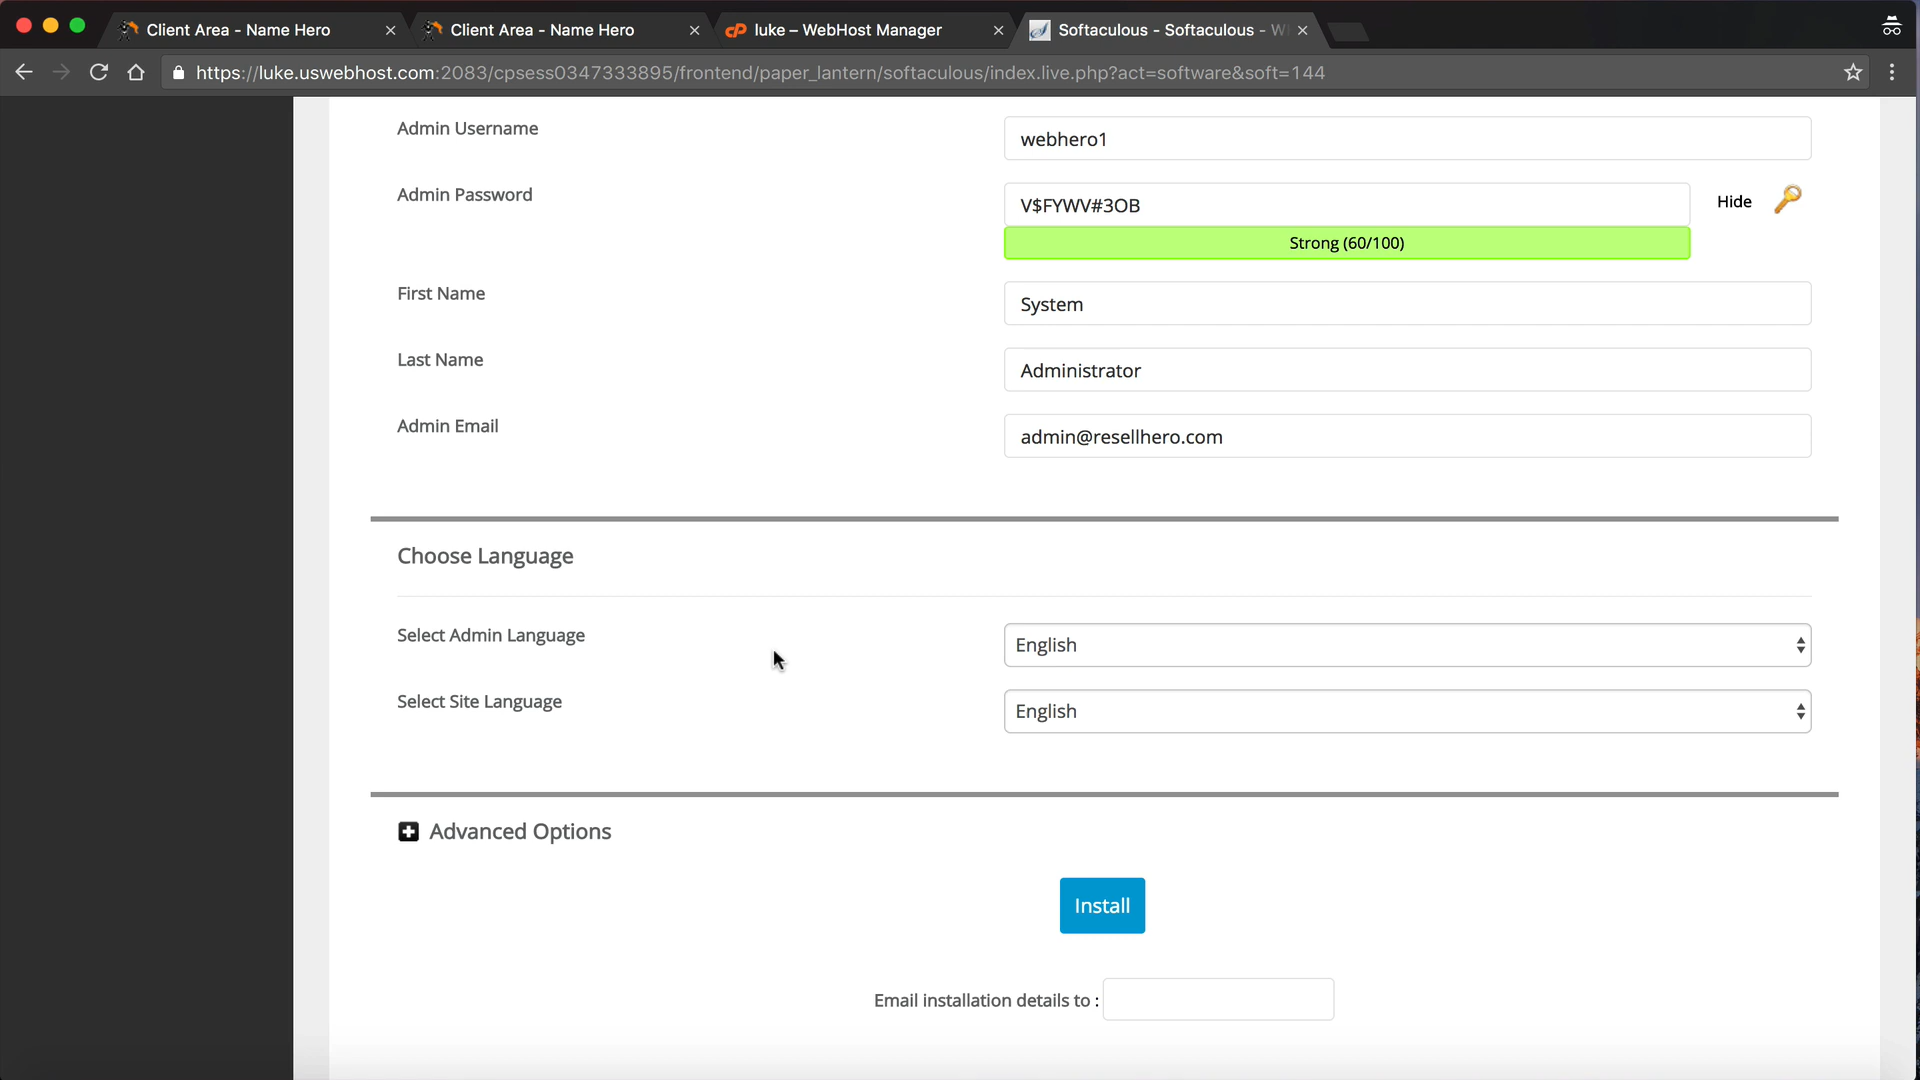 Client Area - Name Hero
Client Area - Name Hero
luke – WebHost Manager
Softaculous - Softaculous - W
https://luke.uswebhost.com:2083/cpsess0347333895/frontend/paper_lantern/softaculous/index.live.php?act=software&soft=144
Admin Username
webhero1
Admin Password
V$FYWV#3OB
Hide
Strong (60/100)
First Name
System
Last Name
Administrator
Admin Email
admin@resellhero.com
Choose Language
Select Admin Language
English
Select Site Language
English
Advanced Options
Install
Email installation details to :